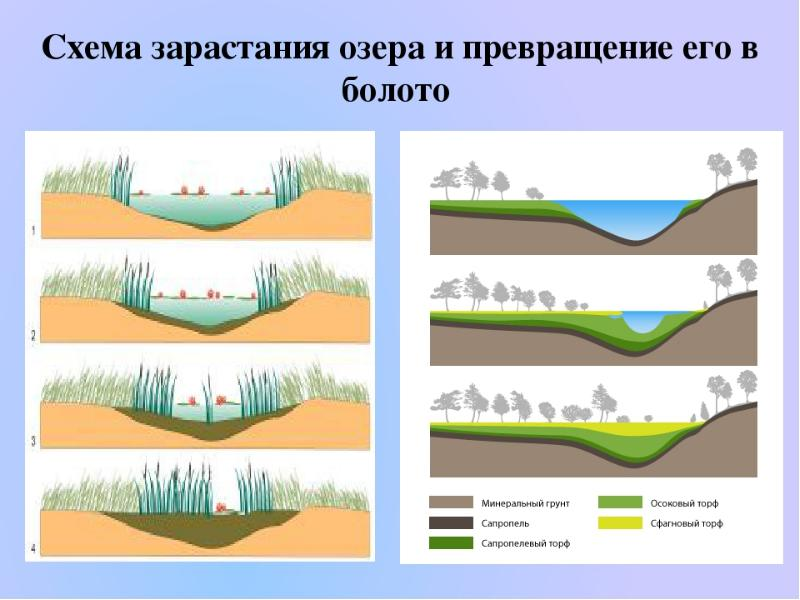 Схема зарастания озера и превращение его в
болото
1
2
3
4
Минеральный грунт
Сапропель
Сапропелевый торф
Осоковый торф
Сфагновый торф